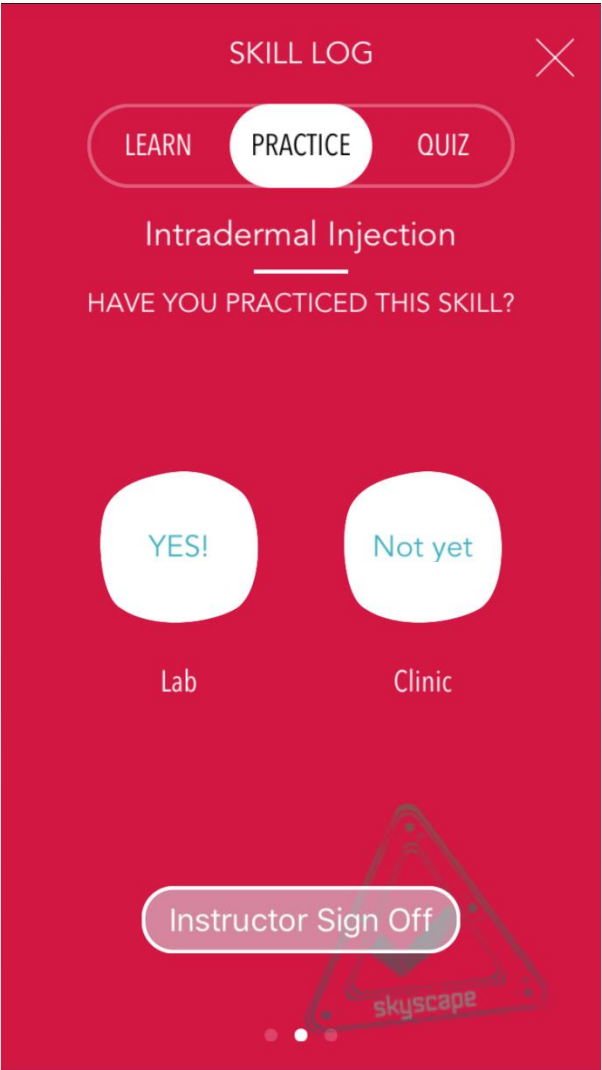 SKILL LOG
LEARN PRACTICE QUIZ
Intradermal Injection
HAVE YOU PRACTICED THIS SKILL?
YES! Not yet
Lab Clinic
Instructor Sign Off
skyscape